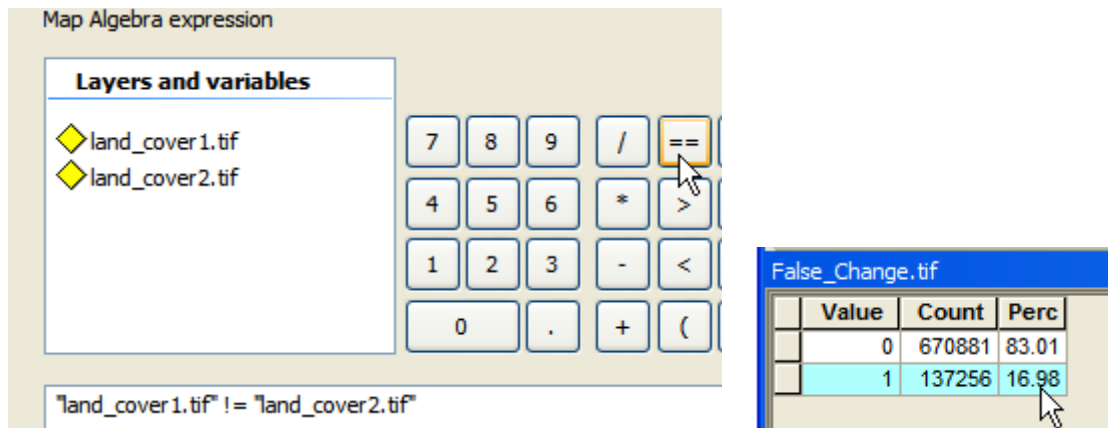 Map Algebra expression
Layers and variables
land_cover1.tif
land_cover2.tif
7 8 9 / ==
4 5 6 * >
1 2 3 - <
0 . + (
"land_cover1.tif" != "land_cover2.tif"
False_Change.tif
Value Count Perc
0 670881 83.01
1 137256 16.98